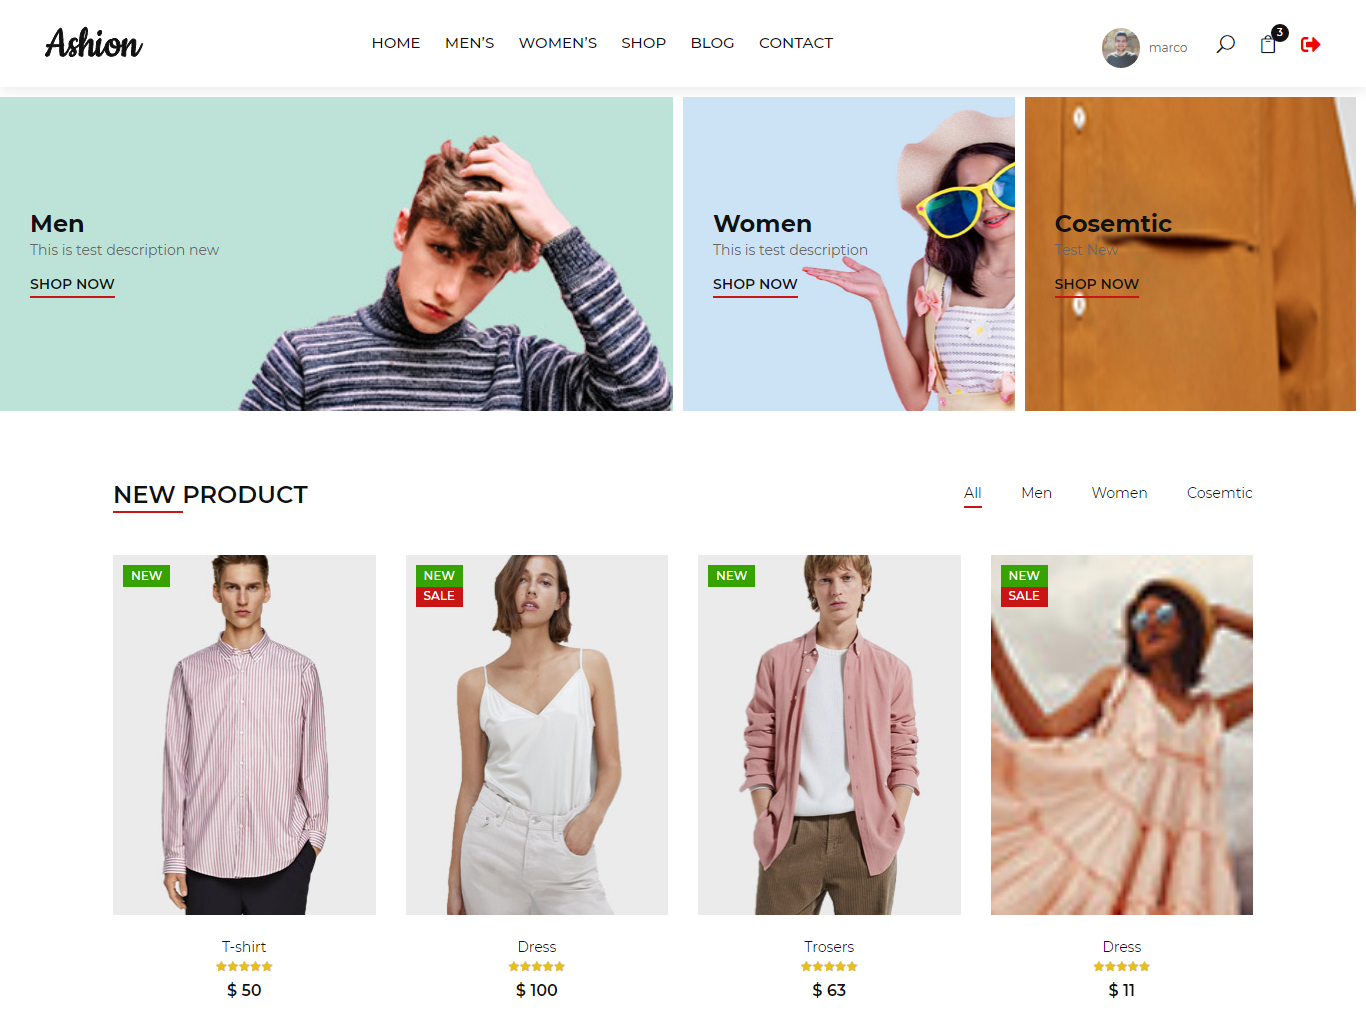 Ashion
HOME MEN'S WOMEN'S SHOP BLOG CONTACT
marco
3
Men
This is test description new
SHOP NOW
Women
This is test description
SHOP NOW
Cosemtic
Test New
SHOP NOW
NEW PRODUCT
All Men Women Cosemtic
NEW
NEW
SALE
NEW
NEW
SALE
T-shirt
$ 50
Dress
$ 100
Trosers
$ 63
Dress
$ 11